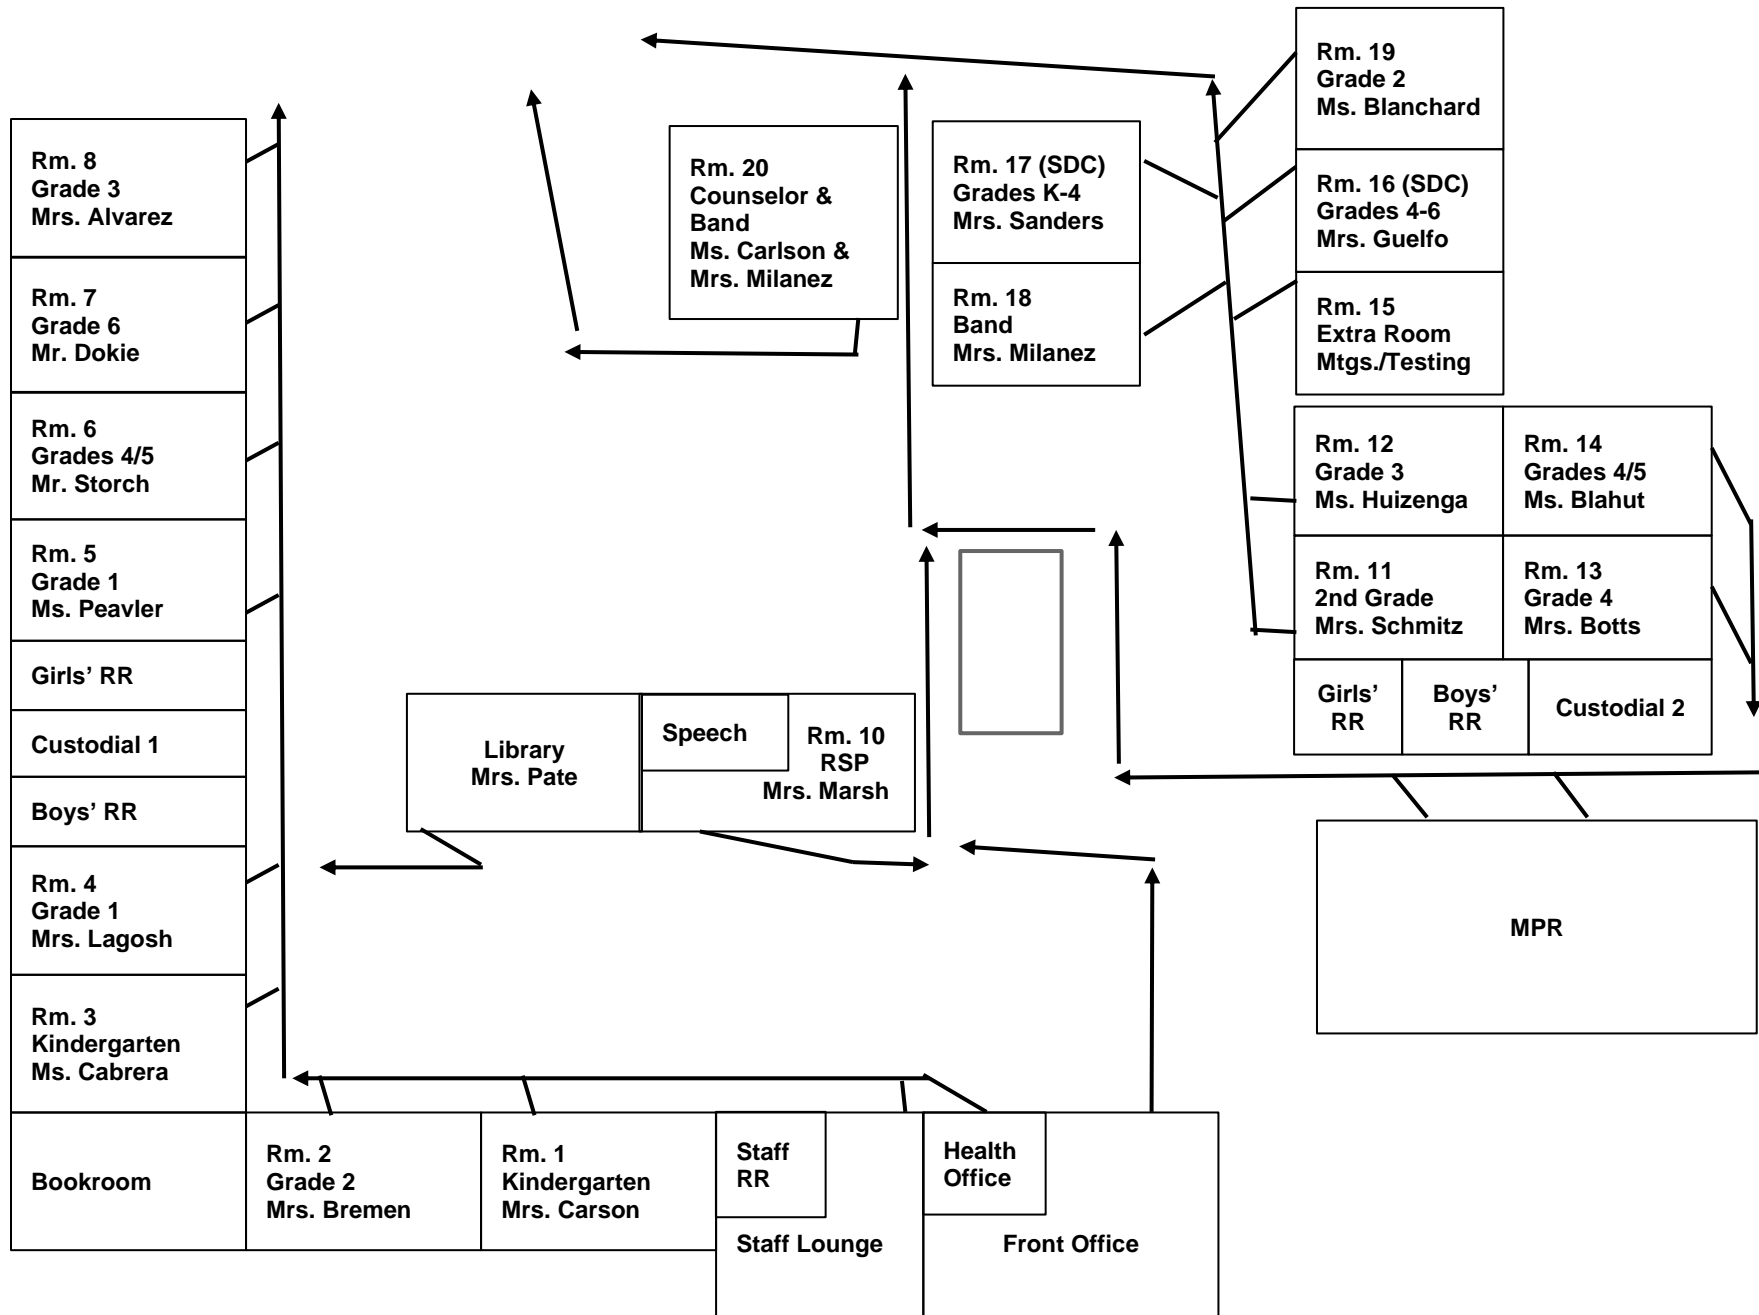 Rm. 19
Grade 2
Ms. Blanchard
Rm. 8
Grade 3
Mrs. Alvarez
Rm. 20
Counselor &
Band
Ms. Carlson &
Mrs. Milanez
Rm. 17 (SDC)
Grades K-4
Mrs. Sanders
Rm. 16 (SDC)
Grades 4-6
Mrs. Guelfo
Rm. 7
Grade 6
Mr. Dokie
Rm. 18
Band
Mrs. Milanez
Rm. 15
Extra Room
Mtgs./Testing
Rm. 6
Grades 4/5
Mr. Storch
Rm. 12
Grade 3
Ms. Huizenga
Rm. 14
Grades 4/5
Ms. Blahut
Rm. 5
Grade 1
Ms. Peavler
Rm. 11
2nd Grade
Mrs. Schmitz
Rm. 13
Grade 4
Mrs. Botts
Girls’ RR
Girls’
RR
Boys’
RR
Custodial 2
Custodial 1
Library
Mrs. Pate
Speech
Rm. 10
RSP
Mrs. Marsh
Boys’ RR
Rm. 4
Grade 1
Mrs. Lagosh
MPR
Rm. 3
Kindergarten
Ms. Cabrera
Bookroom
Rm. 2
Grade 2
Mrs. Bremen
Rm. 1
Kindergarten
Mrs. Carson
Staff
RR
Staff Lounge
Health
Office
Front Office